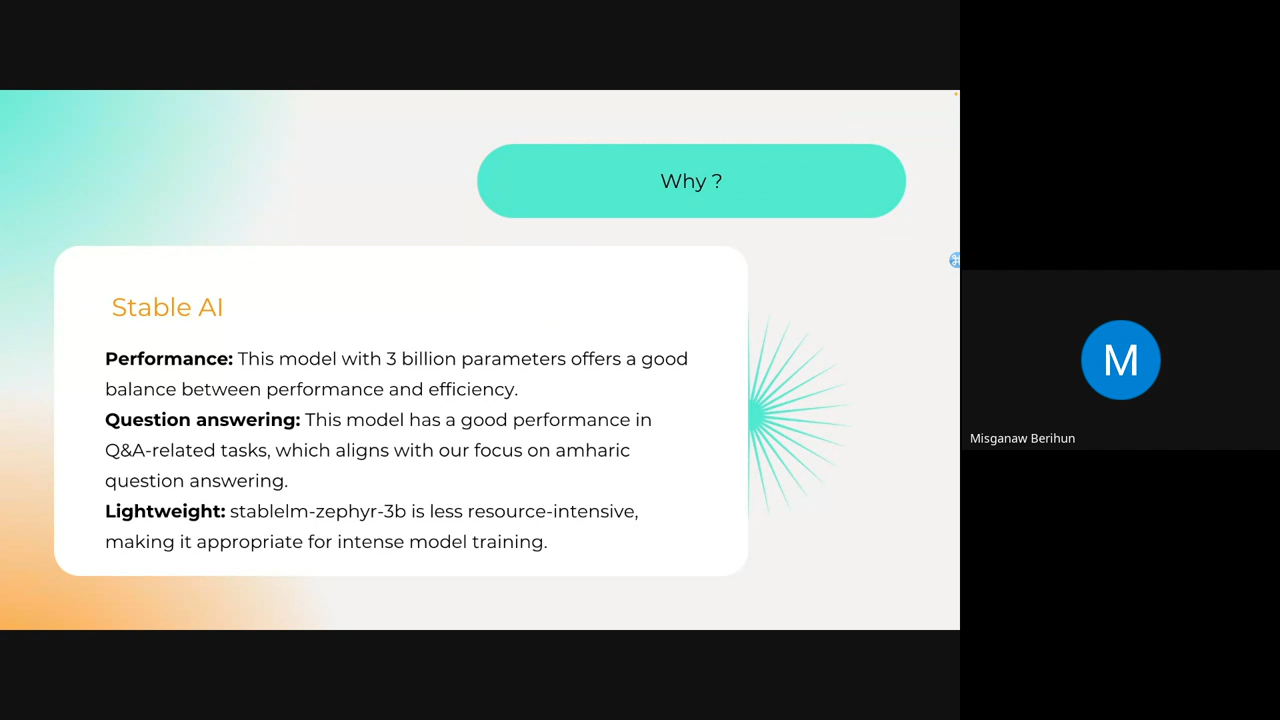 Why ?
Stable AI
Performance: This model with 3 billion parameters offers a good
balance between performance and efficiency.
Question answering: This model has a good performance in
Q&A-related tasks, which aligns with our focus on amharic
question answering.
Lightweight: stablelm-zephyr-3b is less resource-intensive,
making it appropriate for intense model training.
M
Misganaw Berihun